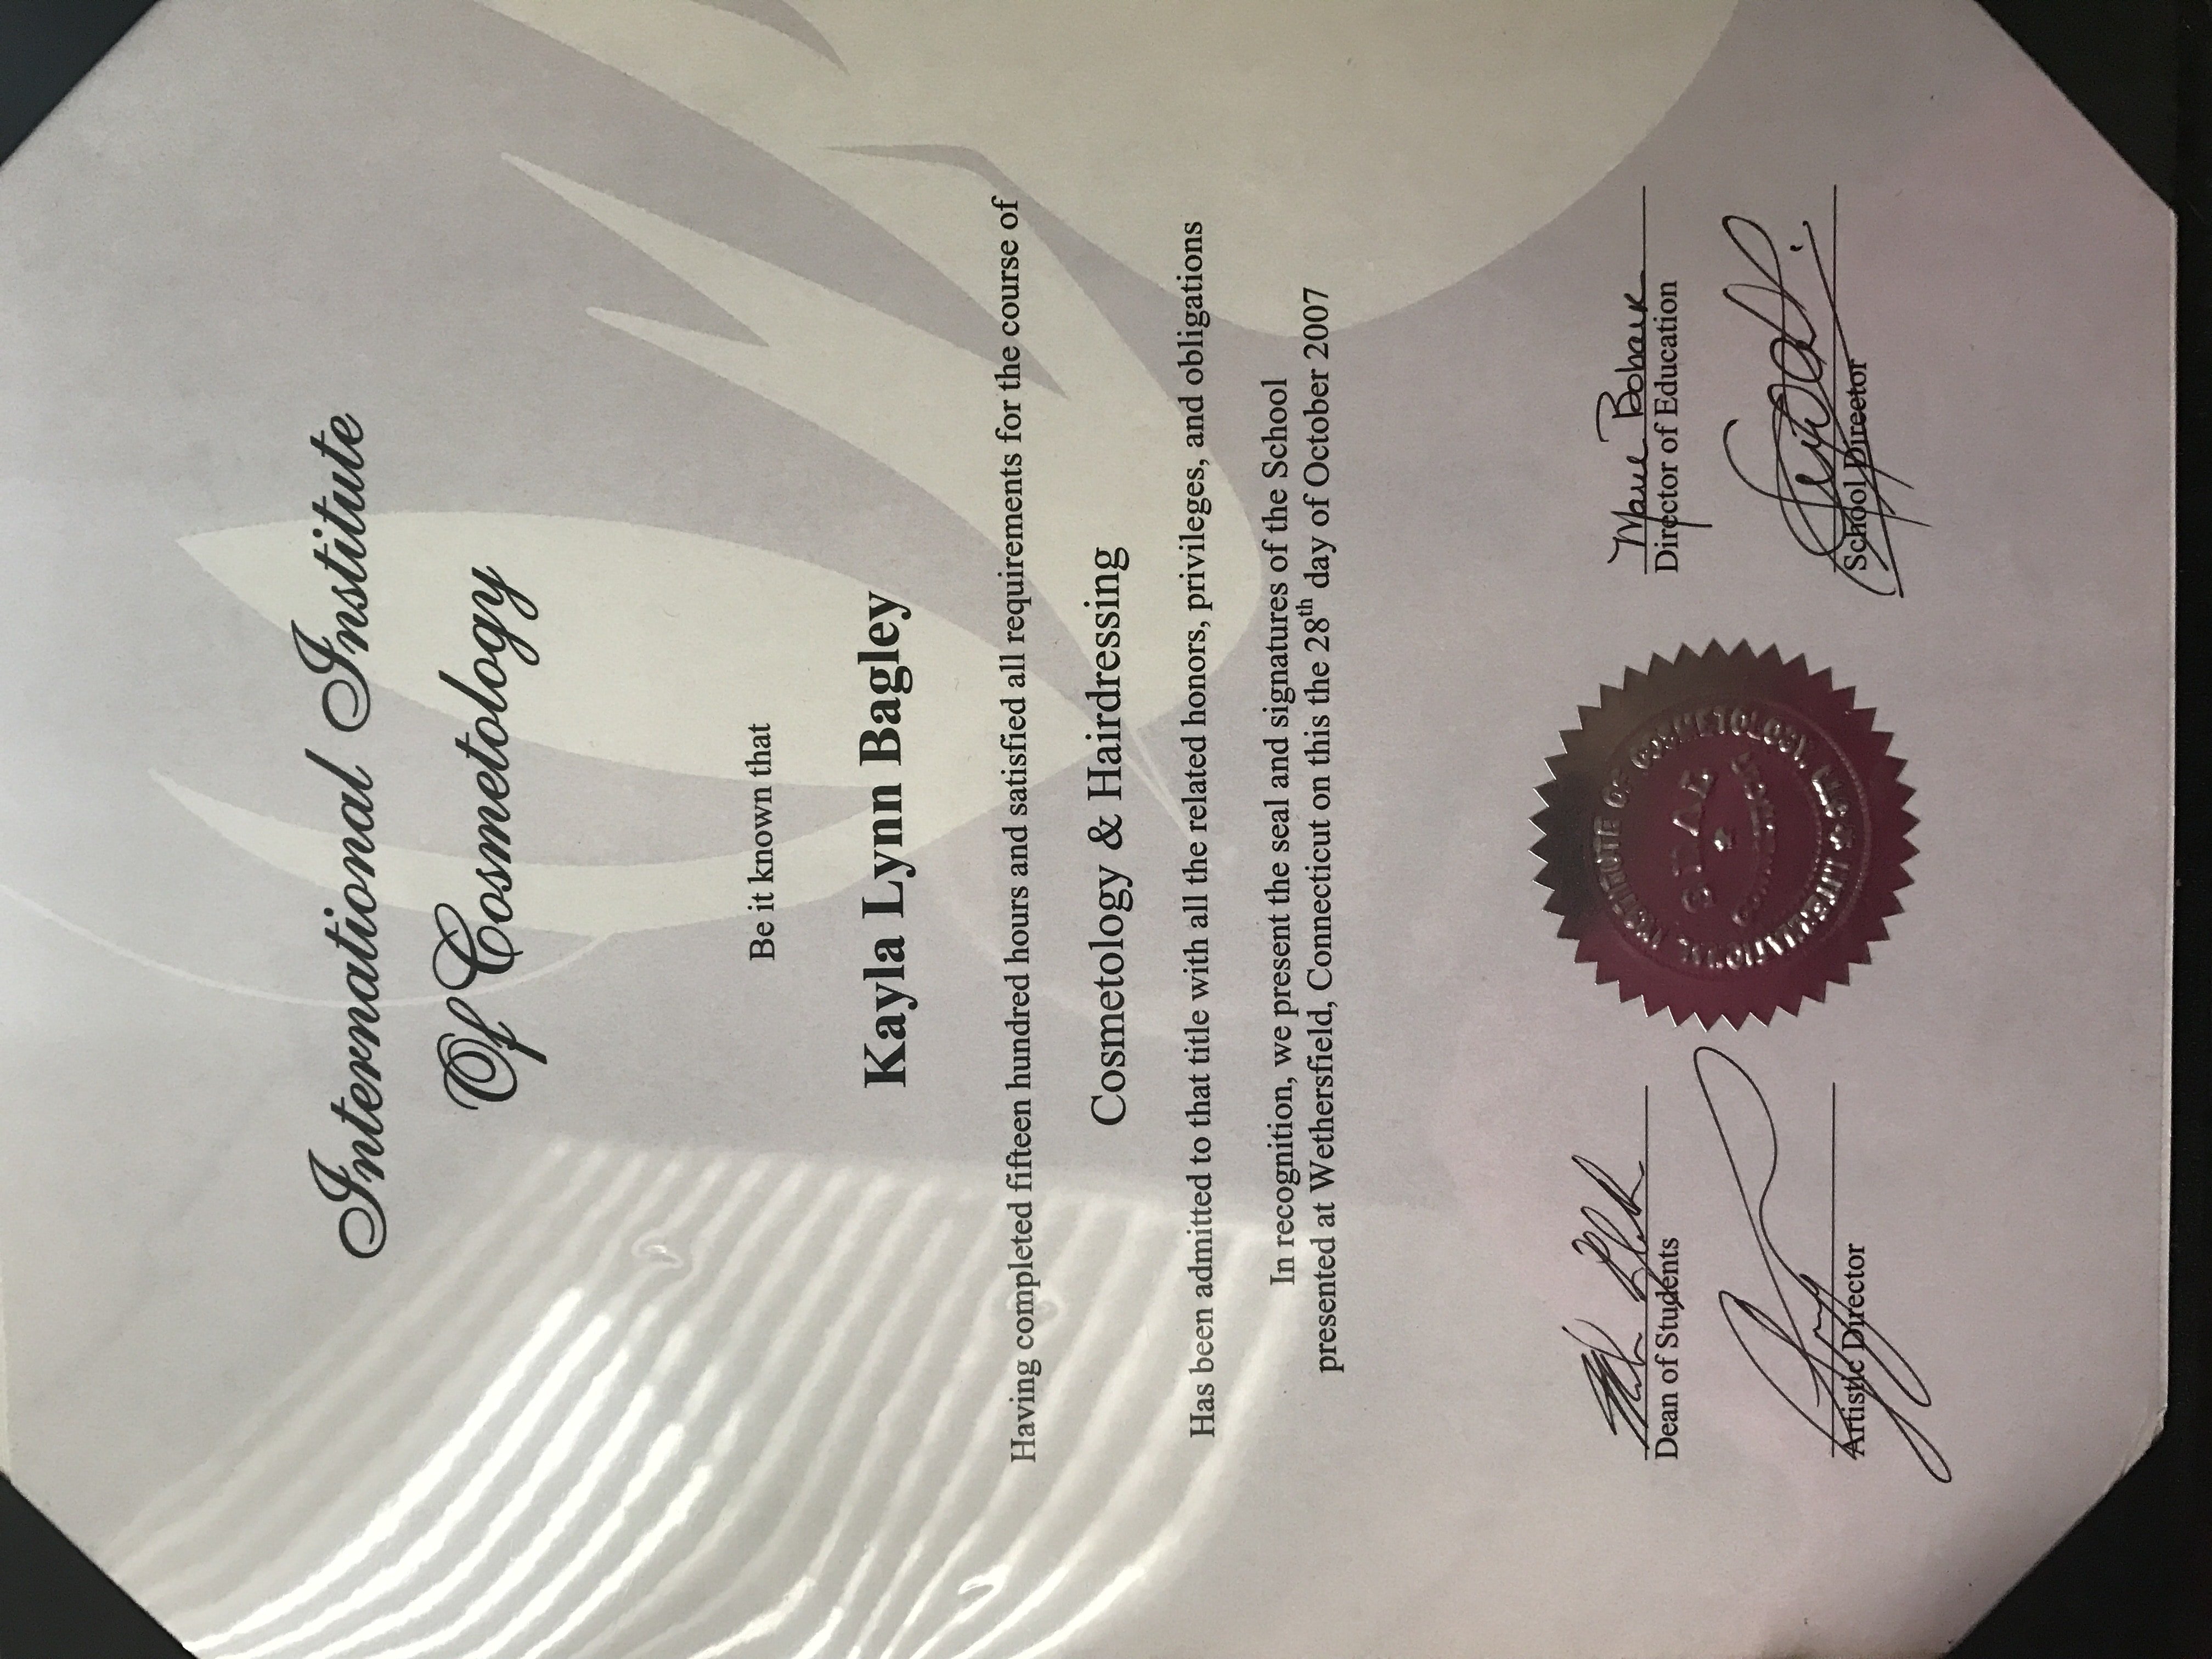 International Institute
Of Cosmetology
Be it known that
Kayla Lynn Bagley
Having completed fifteen hundred hours and satisfied all requirements for the course of
Cosmetology & Hairdressing
Has been admitted to that title with all the related honors, privileges, and obligations
In recognition, we present the seal and signatures of the School
presented at Wethersfield, Connecticut on this the 28th day of October 2007
Dean of Students
Director of Education
Artistic Director
School Director
INTERNATIONAL INSTITUTE OF COSMETOLOGY,
SEAL
CONNECTICUT